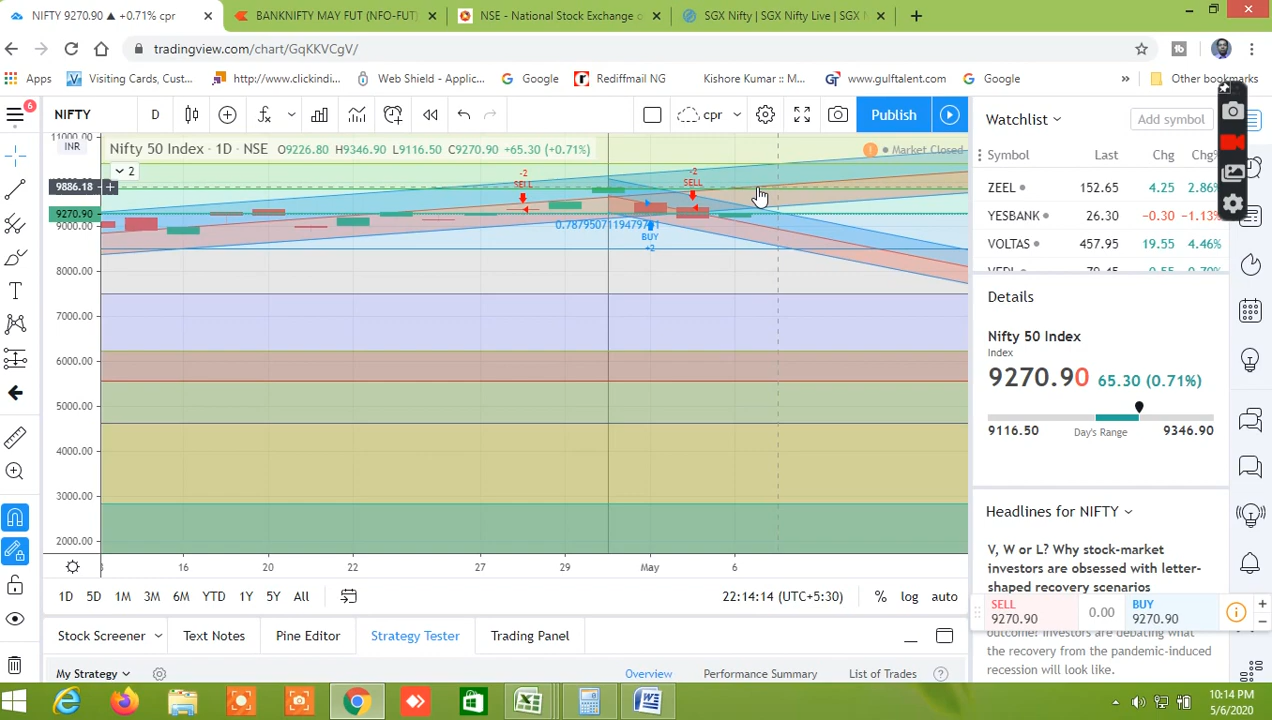 NIFTY 9270.90 ▲ +0.71% cpr
BANKNIFTY MAY FUT (NFO-FUT)
NSE - National Stock Exchange o
SGX Nifty | SGX Nifty Live | SGX N
tradingview.com/chart/GqKKVCgV/
Apps Visiting Cards, Cust... http://www.clickindi... Web Shield - Applic... Google Rediffmail NG Kishore Kumar :: M... www.gulftalent.com Google » Other bookmarks
6
NIFTY D cpr Publish
Watchlist Add symbol
11000.00
INR
Nifty 50 Index · 1D · NSE O9226.80 H9346.90 L9116.50 C9270.90 +65.30 (+0.71%) Market Closed
2
Symbol Last Chg Chg%
ZEEL 152.65 4.25 2.86%
YESBANK 26.30 -0.30 -1.13%
VOLTAS 457.95 19.55 4.46%
9886.18
9270.90
9000.00
8000.00
7000.00
6000.00
5000.00
4000.00
3000.00
2000.00
-2
SELL
-2
SELL
BUY
+2
Details
Nifty 50 Index
Index
9270.90 65.30 (0.71%)
9116.50 Day's Range 9346.90
Headlines for NIFTY
V, W or L? Why stock-market
investors are obsessed with letter-
shaped recovery scenarios
the recovery from the pandemic-induced
recession will look like.
SELL
9270.90
0.00
BUY
9270.90
16 20 22 27 29 May 6
1D 5D 1M 3M 6M YTD 1Y 5Y All
22:14:14 (UTC+5:30) % log auto
Stock Screener Text Notes Pine Editor Strategy Tester Trading Panel
My Strategy Overview Performance Summary List of Trades
10:14 PM
5/6/2020